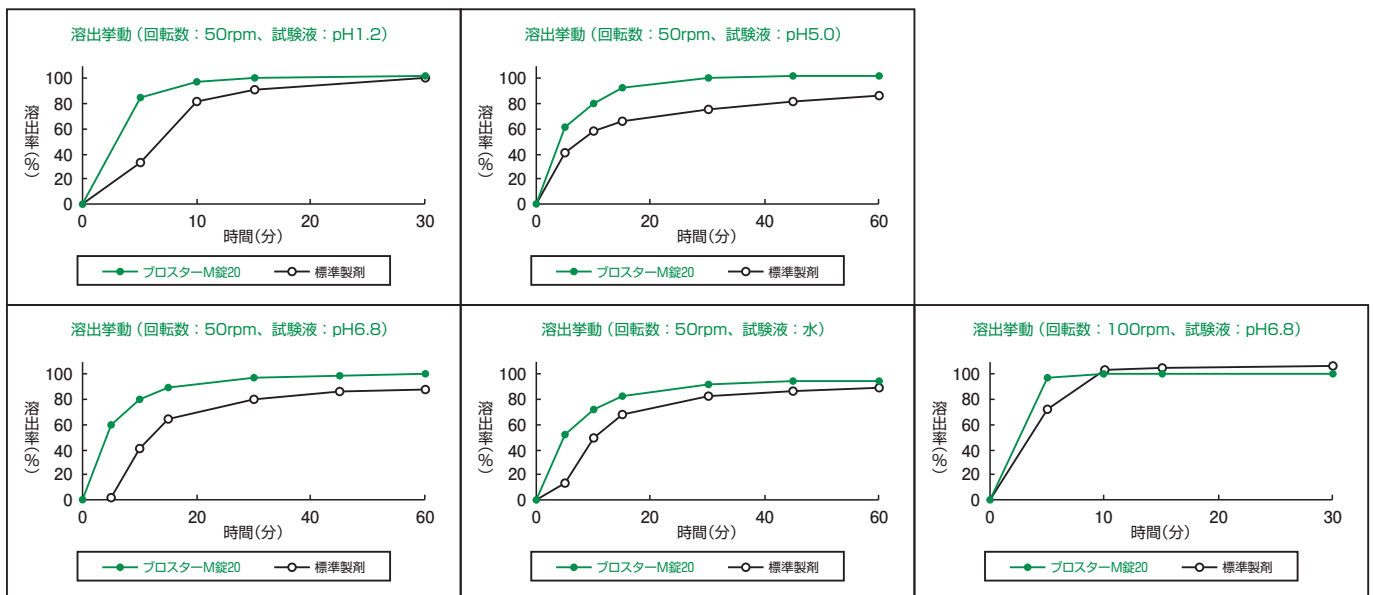 溶出挙動(回転数：50rpm、試験液：pH1.2)
溶出率(%)
100
80
60
40
20
0
0 10 20 30
時間(分)
ブロスターM錠20 標準製剤
溶出挙動(回転数：50rpm、試験液：pH5.0)
溶出率(%)
100
80
60
40
20
0
0 20 40 60
時間(分)
ブロスターM錠20 標準製剤
溶出挙動(回転数：50rpm、試験液：pH6.8)
溶出率(%)
100
80
60
40
20
0
0 20 40 60
時間(分)
ブロスターM錠20 標準製剤
溶出挙動(回転数：50rpm、試験液：水)
溶出率(%)
100
80
60
40
20
0
0 20 40 60
時間(分)
ブロスターM錠20 標準製剤
溶出挙動(回転数：100rpm、試験液：pH6.8)
溶出率(%)
100
80
60
40
20
0
0 10 20 30
時間(分)
ブロスターM錠20 標準製剤